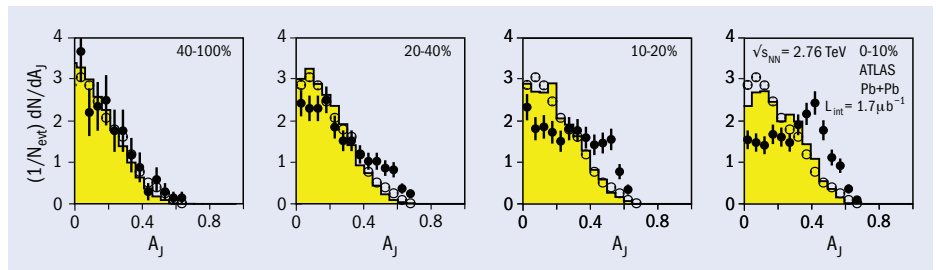 (1/N_evt) dN/dA_J
4
3
2
1
0
40-100%
0 0.4 0.8
A_J
4
3
2
1
0
20-40%
0 0.4 0.8
A_J
4
3
2
1
0
10-20%
0 0.4 0.8
A_J
4
3
2
1
0
√s_NN = 2.76 TeV 0-10%
ATLAS
Pb+Pb
L_int = 1.7μb⁻¹
0 0.4 0.8
A_J